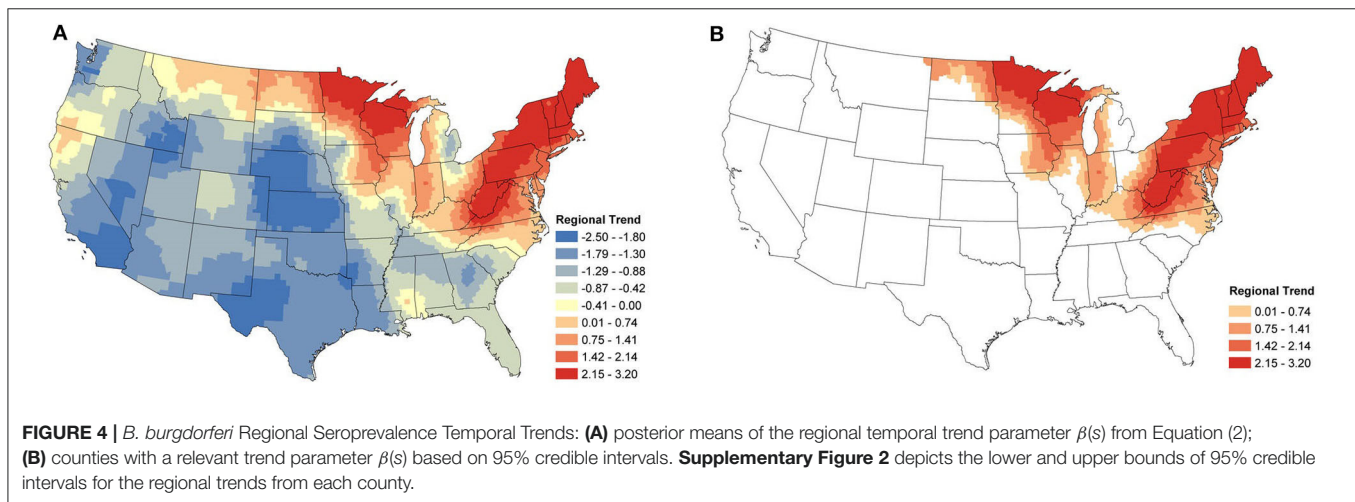 A
Regional Trend
-2.50 - -1.80
-1.79 - -1.30
-1.29 - -0.88
-0.87 - -0.42
-0.41 - 0.00
0.01 - 0.74
0.75 - 1.41
1.42 - 2.14
2.15 - 3.20
B
Regional Trend
0.01 - 0.74
0.75 - 1.41
1.42 - 2.14
2.15 - 3.20
FIGURE 4 | B. burgdorferi Regional Seroprevalence Temporal Trends: (A) posterior means of the regional temporal trend parameter β(s) from Equation (2);
(B) counties with a relevant trend parameter β(s) based on 95% credible intervals. Supplementary Figure 2 depicts the lower and upper bounds of 95% credible
intervals for the regional trends from each county.